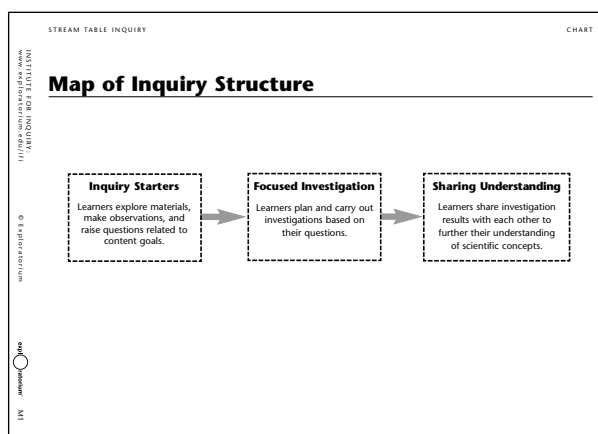 STREAM TABLE INQUIRY
CHART
Map of Inquiry Structure
Inquiry Starters
Learners explore materials,
make observations, and
raise questions related to
content goals.
Focused Investigation
Learners plan and carry out
investigations based on
their questions.
Sharing Understanding
Learners share investigation
results with each other to
further their understanding
of scientific concepts.
INSTITUTE FOR INQUIRY:
www.exploratorium.edu/ifi
© Exploratorium
exploratorium
M1